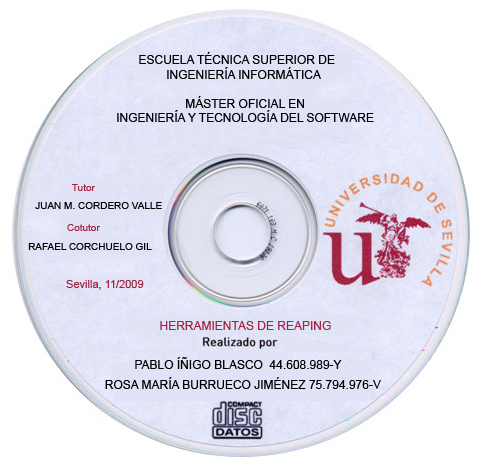 ESCUELA TÉCNICA SUPERIOR DE
INGENIERÍA INFORMÁTICA
MÁSTER OFICIAL EN
INGENIERÍA Y TECNOLOGÍA DEL SOFTWARE
Tutor
JUAN M. CORDERO VALLE
Cotutor
RAFAEL CORCHUELO GIL
Sevilla, 11/2009
UNIVERSIDAD DE SEVILLA
u
HERRAMIENTAS DE REAPING
Realizado por
PABLO ÍÑIGO BLASCO 44.608.989-Y
ROSA MARÍA BURRUECO JIMÉNEZ 75.794.976-V
COMPACT
disc
DATOS